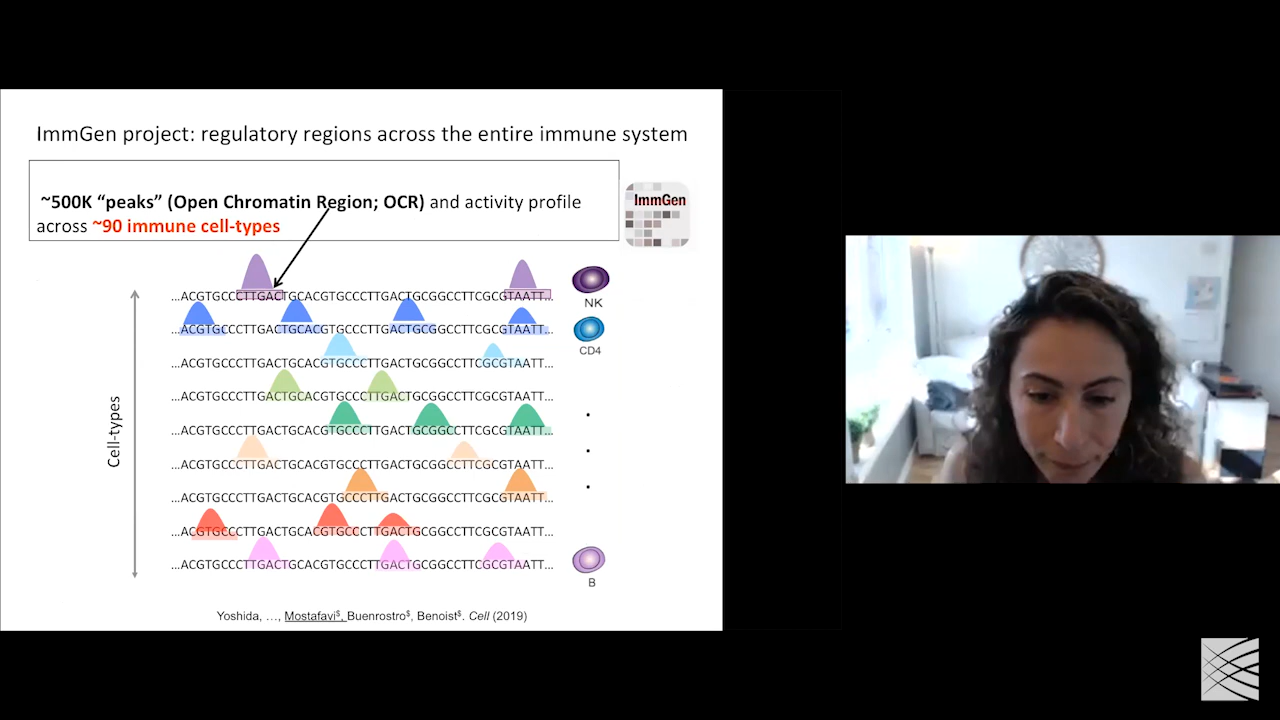 ImmGen project: regulatory regions across the entire immune system
~500K “peaks” (Open Chromatin Region; OCR) and activity profile
across ~90 immune cell-types
ImmGen
Cell-types
...ACGTGCCCTTGACTGCACGTGCCCTTGACTGCGGCCTTCGCGTAATT...
NK
...ACGTGCCCTTGACTGCACGTGCCCTTGACTGCGGCCTTCGCGTAATT...
CD4
...ACGTGCCCTTGACTGCACGTGCCCTTGACTGCGGCCTTCGCGTAATT...
...ACGTGCCCTTGACTGCACGTGCCCTTGACTGCGGCCTTCGCGTAATT...
...ACGTGCCCTTGACTGCACGTGCCCTTGACTGCGGCCTTCGCGTAATT...
...ACGTGCCCTTGACTGCACGTGCCCTTGACTGCGGCCTTCGCGTAATT...
...ACGTGCCCTTGACTGCACGTGCCCTTGACTGCGGCCTTCGCGTAATT...
...ACGTGCCCTTGACTGCACGTGCCCTTGACTGCGGCCTTCGCGTAATT...
...ACGTGCCCTTGACTGCACGTGCCCTTGACTGCGGCCTTCGCGTAATT...
B
Yoshida, …, Mostafavi$, Buenrostro$, Benoist$. Cell (2019)